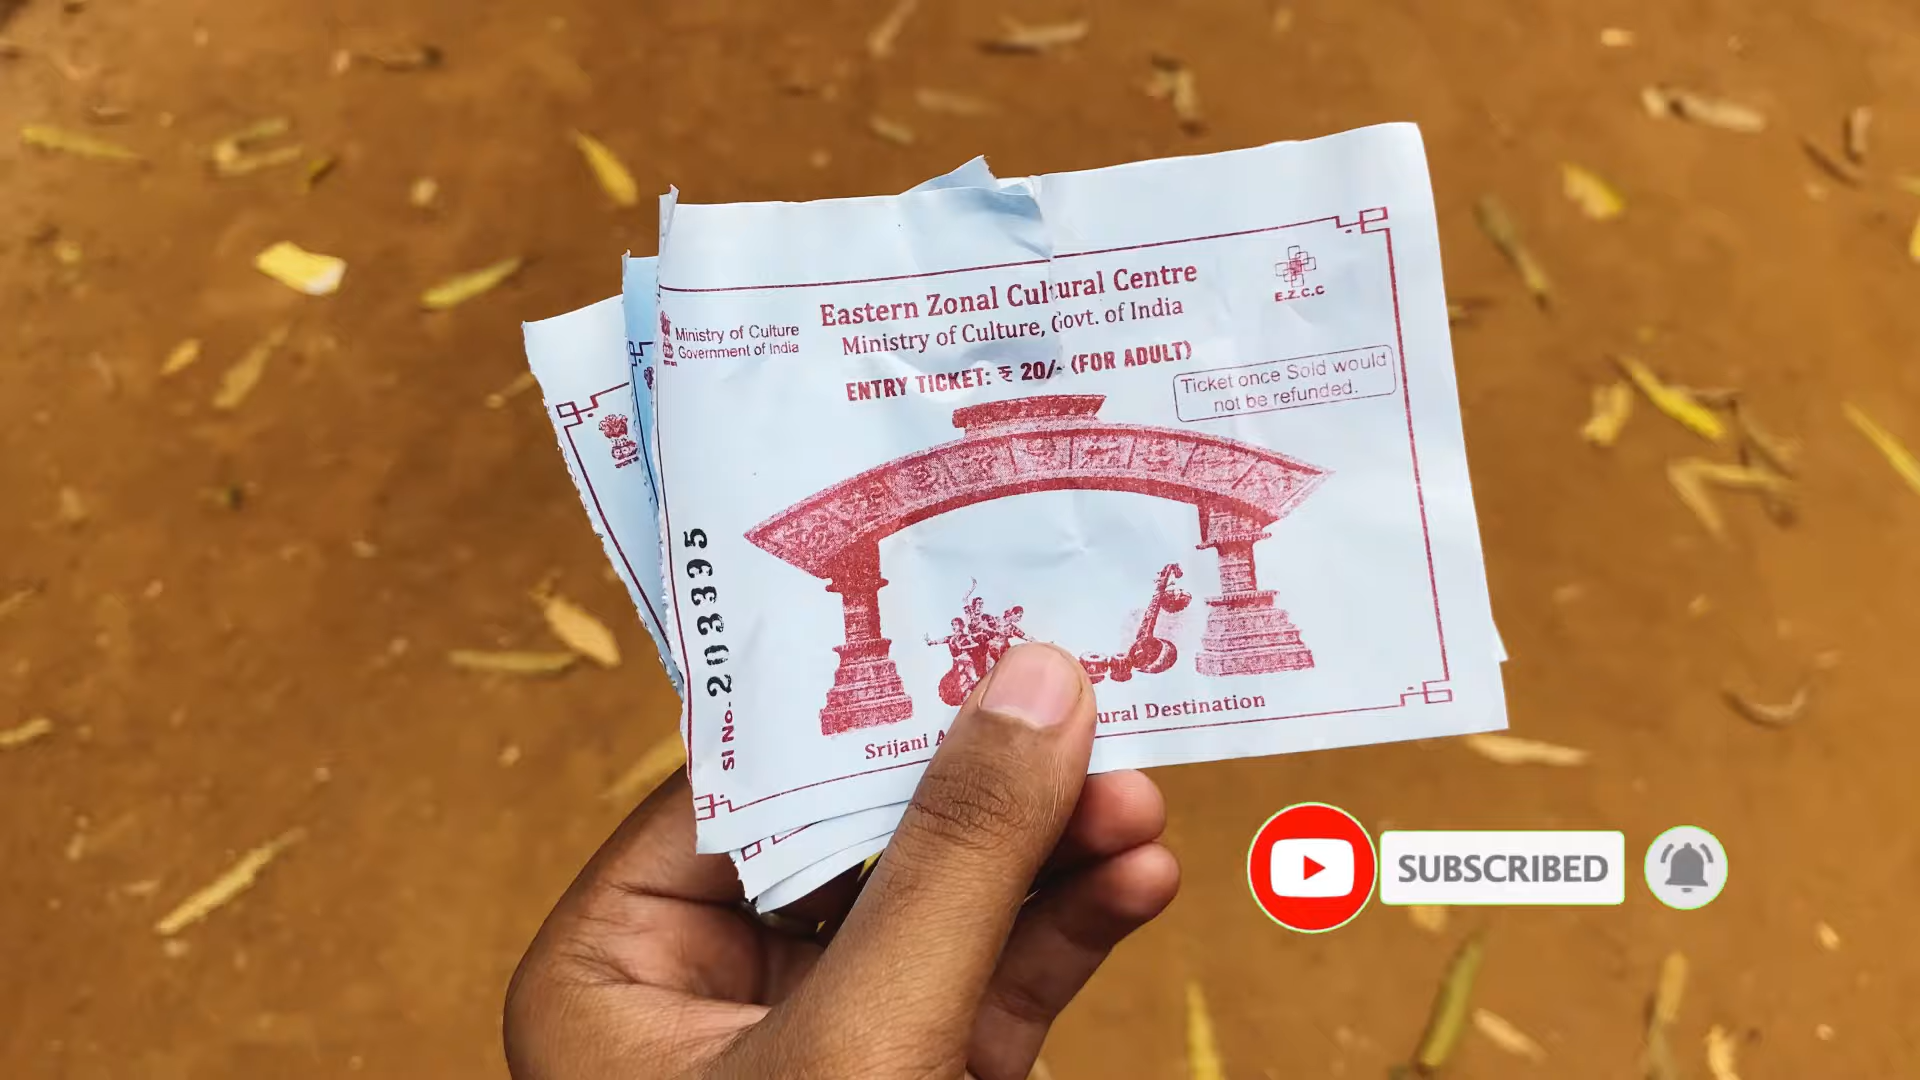 Eastern Zonal Cultural Centre
Ministry of Culture, Govt. of India
Ministry of Culture
Government of India
E.Z.C.C
ENTRY TICKET: ₹ 20/- (FOR ADULT)
Ticket once Sold would
not be refunded.
Sl No. 203395
Srijani
Destination
SUBSCRIBED